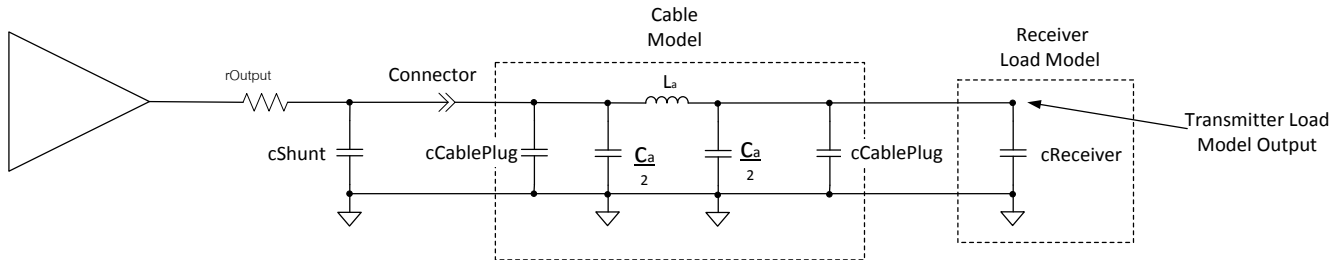 Cable
Model
Receiver
Load Model
rOutput
Connector
La
Transmitter Load
Model Output
cShunt
cCablePlug
Ca
2
Ca
2
cCablePlug
cReceiver